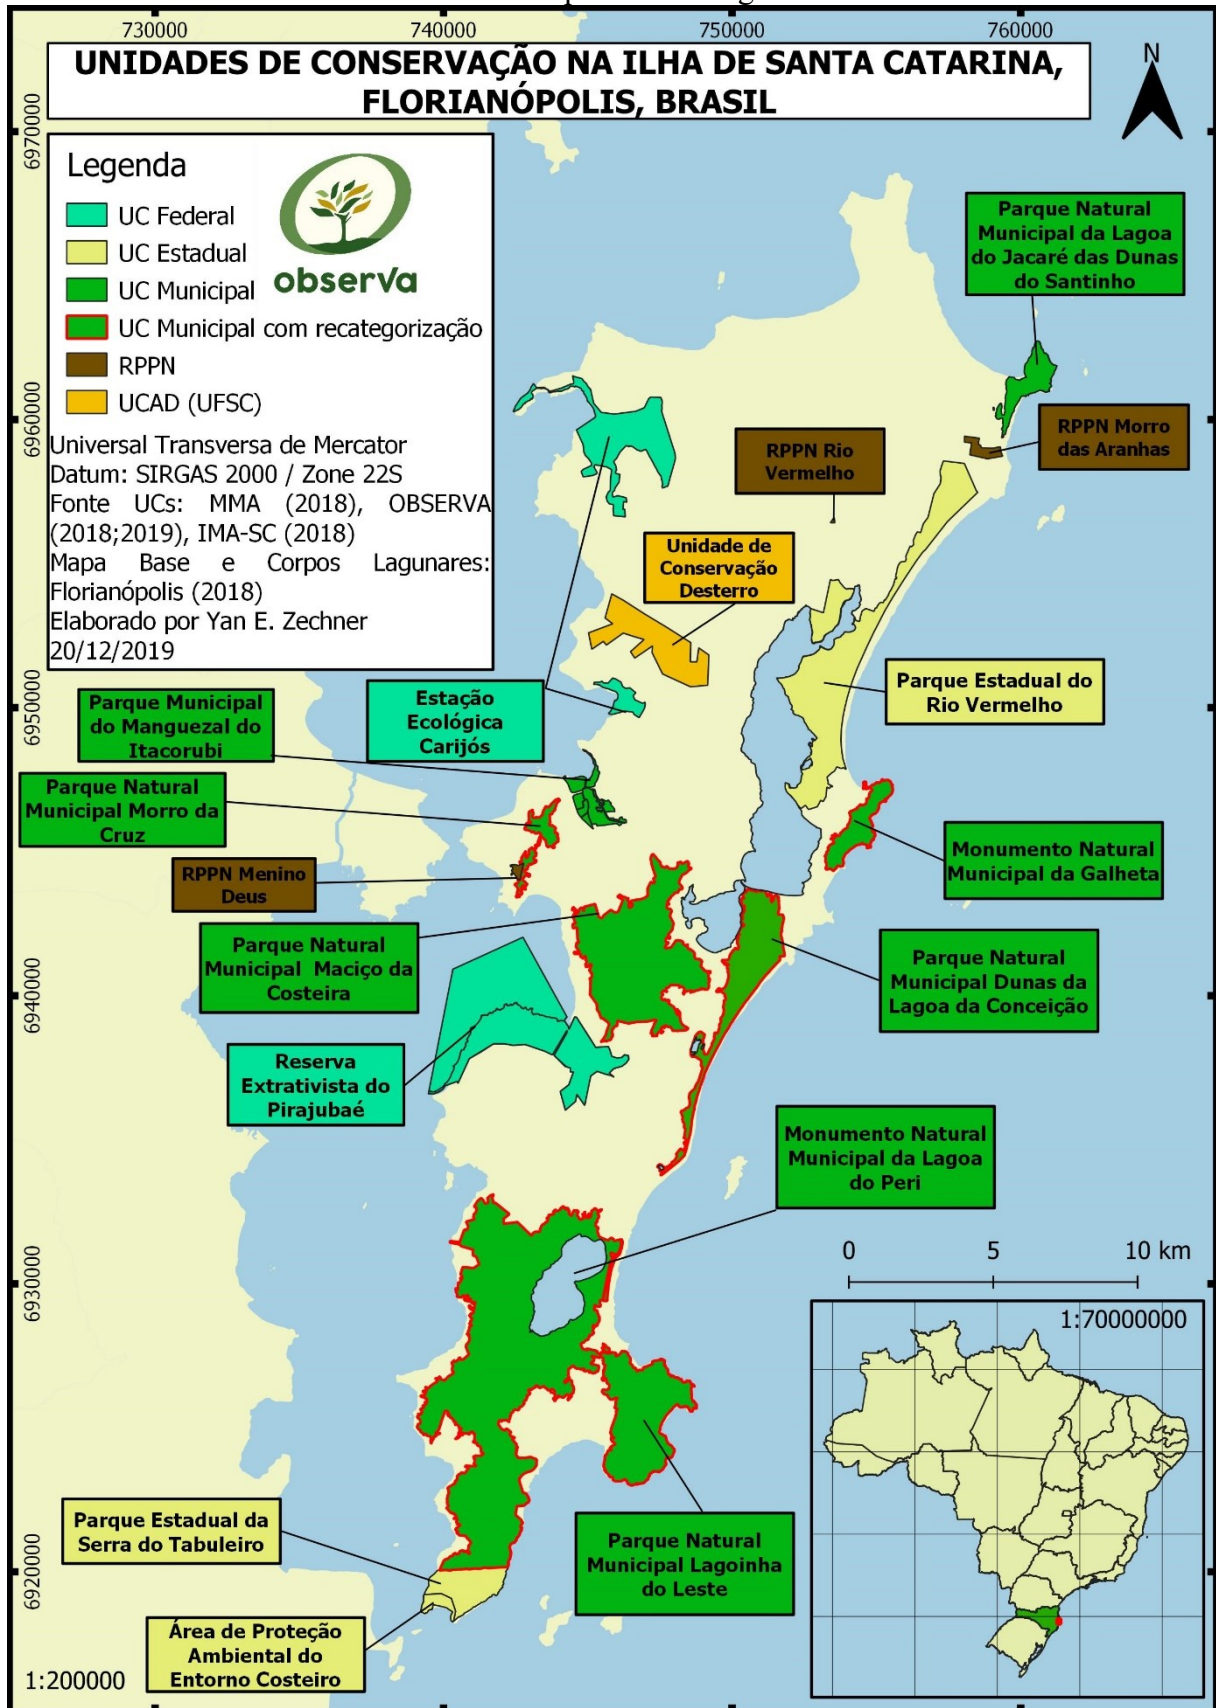 730000
740000
750000
760000
UNIDADES DE CONSERVAÇÃO NA ILHA DE SANTA CATARINA,
FLORIANÓPOLIS, BRASIL
N
6970000
6960000
6950000
6940000
6930000
6920000
Legenda
UC Federal
UC Estadual
UC Municipal
UC Municipal com recategorização
RPPN
UCAD (UFSC)
observa
Universal Transversa de Mercator
Datum: SIRGAS 2000 / Zone 22S
Fonte UCs: MMA (2018), OBSERVA
(2018;2019), IMA-SC (2018)
Mapa Base e Corpos Lagunares:
Florianópolis (2018)
Elaborado por Yan E. Zechner
20/12/2019
Parque Natural
Municipal da Lagoa
do Jacaré das Dunas
do Santinho
RPPN Morro
das Aranhas
RPPN Rio
Vermelho
Unidade de
Conservação
Desterro
Parque Estadual do
Rio Vermelho
Estação
Ecológica
Carijós
Parque Municipal
do Manguezal do
Itacorubi
Parque Natural
Municipal Morro da
Cruz
RPPN Menino
Deus
Monumento Natural
Municipal da Galheta
Parque Natural
Municipal Maciço da
Costeira
Parque Natural
Municipal Dunas da
Lagoa da Conceição
Reserva
Extrativista do
Pirajubaé
Monumento Natural
Municipal da Lagoa
do Peri
0 5 10 km
1:70000000
Parque Estadual da
Serra do Tabuleiro
Parque Natural
Municipal Lagoinha
do Leste
Área de Proteção
Ambiental do
Entorno Costeiro
1:200000